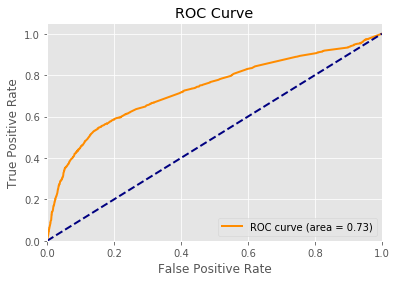 ROC Curve
1.0
0.8
0.6
0.4
0.2
0.0
True Positive Rate
ROC curve (area = 0.73)
0.0 0.2 0.4 0.6 0.8 1.0
False Positive Rate